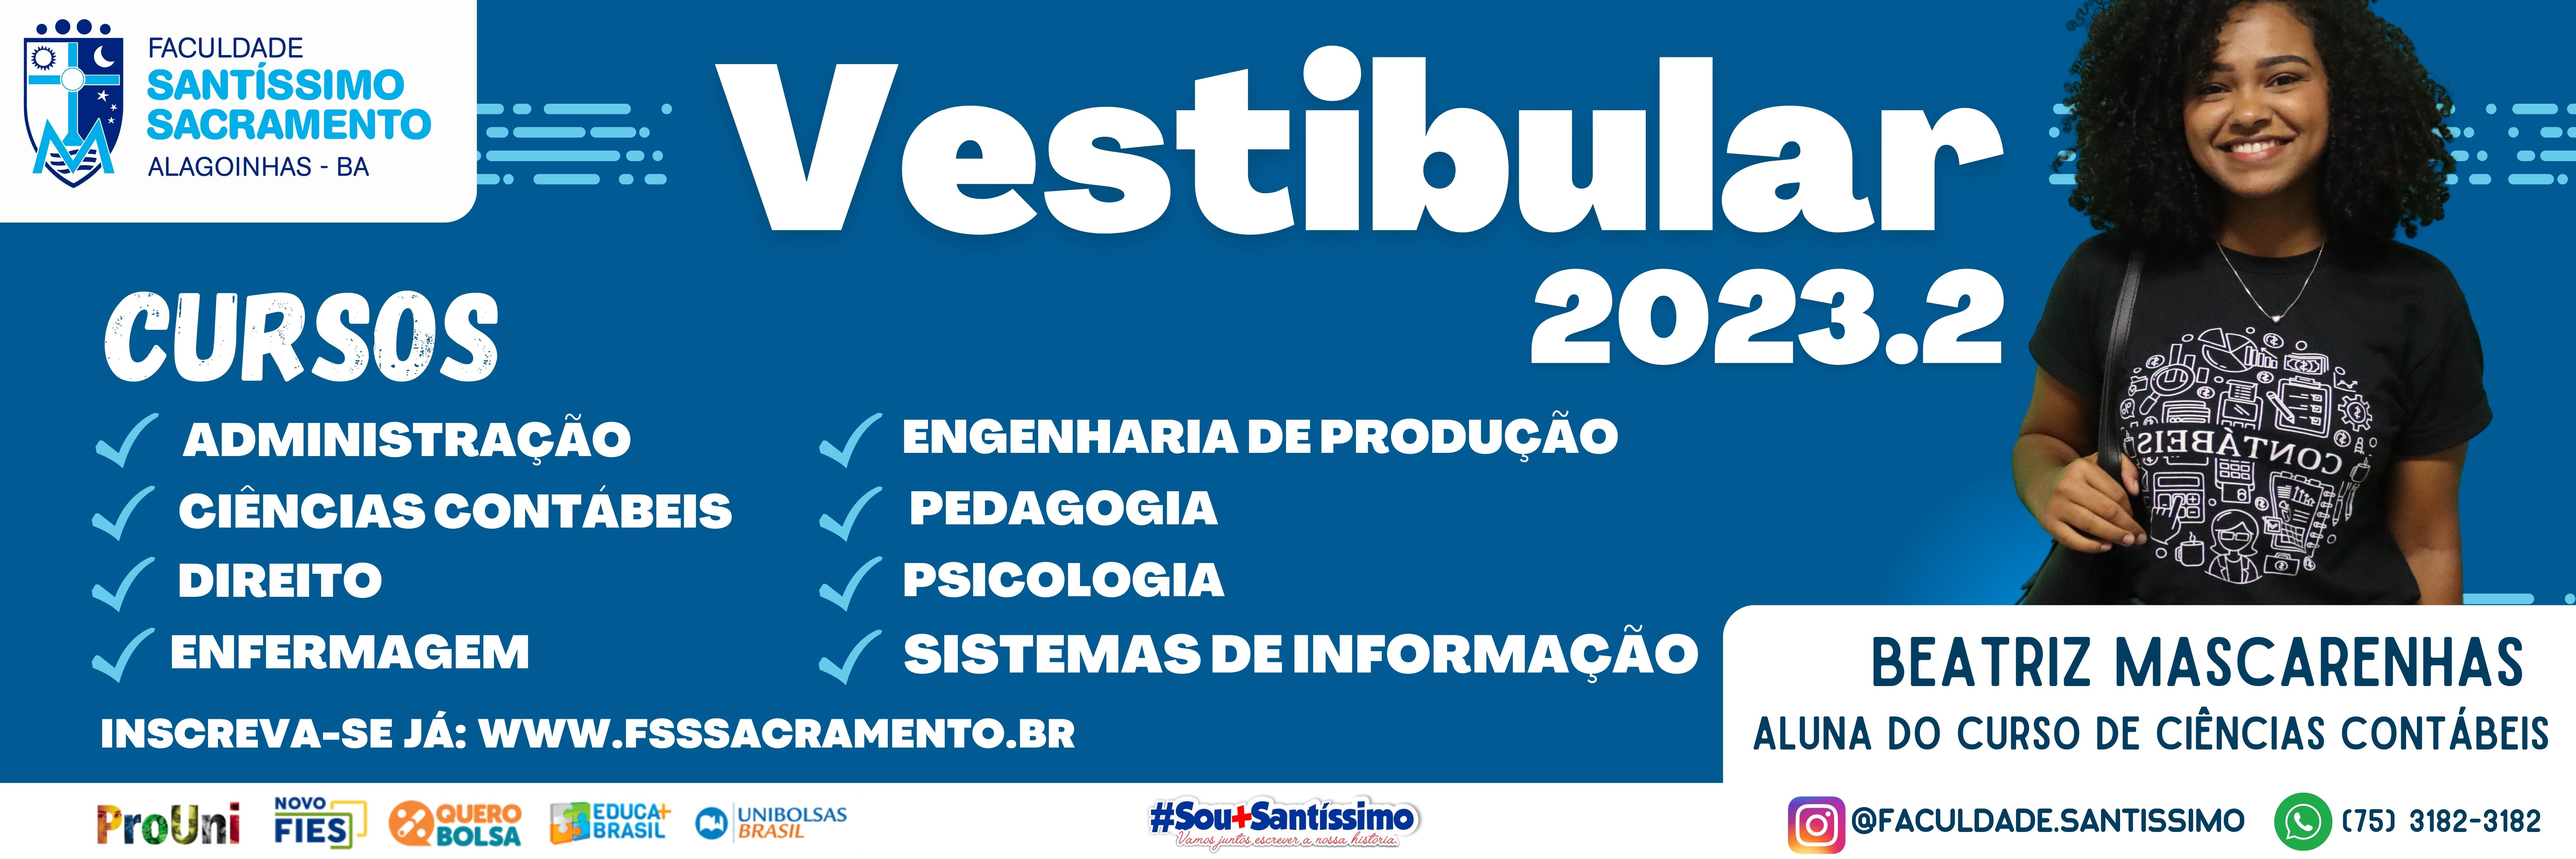 FACULDADE
SANTÍSSIMO
SACRAMENTO
ALAGOINHAS - BA
Vestibular
2023.2
CURSOS
ADMINISTRAÇÃO
CIÊNCIAS CONTÁBEIS
DIREITO
ENFERMAGEM
ENGENHARIA DE PRODUÇÃO
PEDAGOGIA
PSICOLOGIA
SISTEMAS DE INFORMAÇÃO
INSCREVA-SE JÁ: WWW.FSSSACRAMENTO.BR
CONTÁBEIS
BEATRIZ MASCARENHAS
ALUNA DO CURSO DE CIÊNCIAS CONTÁBEIS
ProUni
NOVO
FIES
QUERO
BOLSA
EDUCA+
BRASIL
UNIBOLSAS
BRASIL
#Sou+Santíssimo
Vamos juntos escrever a nossa história.
@FACULDADE.SANTISSIMO
(75) 3182-3182